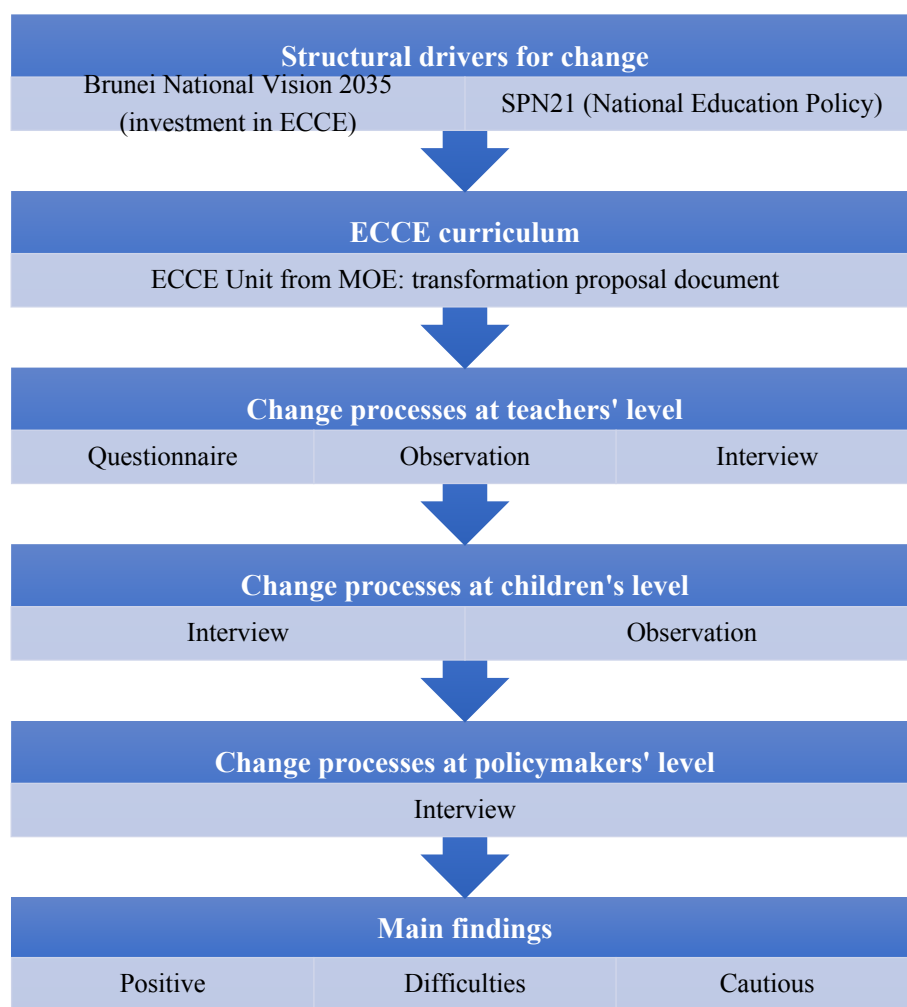 Structural drivers for change
Brunei National Vision 2035
(investment in ECCE)
SPN21 (National Education Policy)
ECCE curriculum
ECCE Unit from MOE: transformation proposal document
Change processes at teachers' level
Questionnaire
Observation
Interview
Change processes at children's level
Interview
Observation
Change processes at policymakers' level
Interview
Main findings
Positive
Difficulties
Cautious